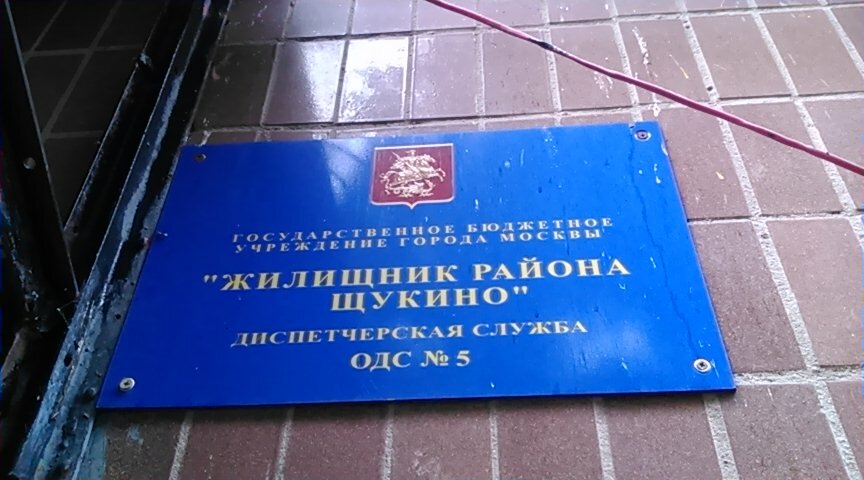 ГОСУДАРСТВЕННОЕ БЮДЖЕТНОЕ
УЧРЕЖДЕНИЕ ГОРОДА МОСКВЫ
"ЖИЛИЩНИК РАЙОНА
ЩУКИНО"
ДИСПЕТЧЕРСКАЯ СЛУЖБА
ОДС № 5